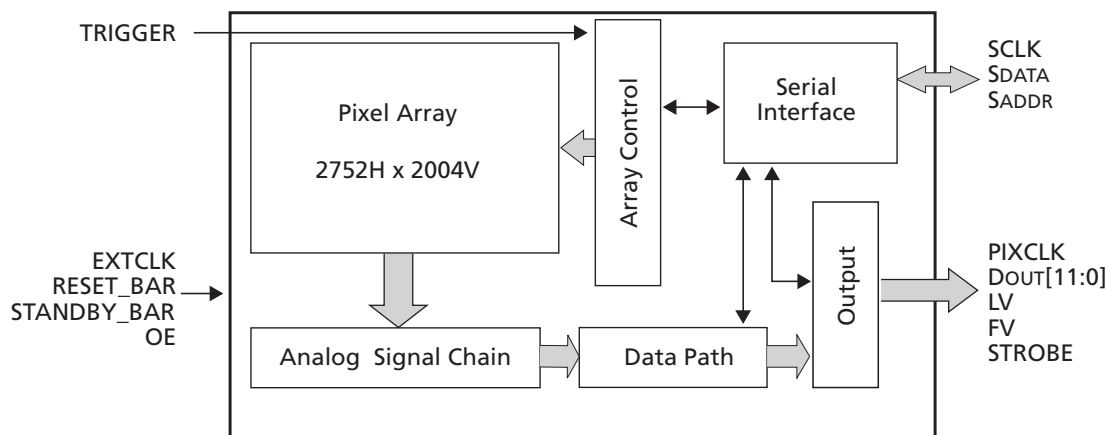 TRIGGER
Pixel Array
2752H x 2004V
Array Control
Serial
Interface
SCLK
SDATA
SADDR
EXTCLK
RESET_BAR
STANDBY_BAR
OE
Analog Signal Chain
Data Path
Output
PIXCLK
DOUT[11:0]
LV
FV
STROBE